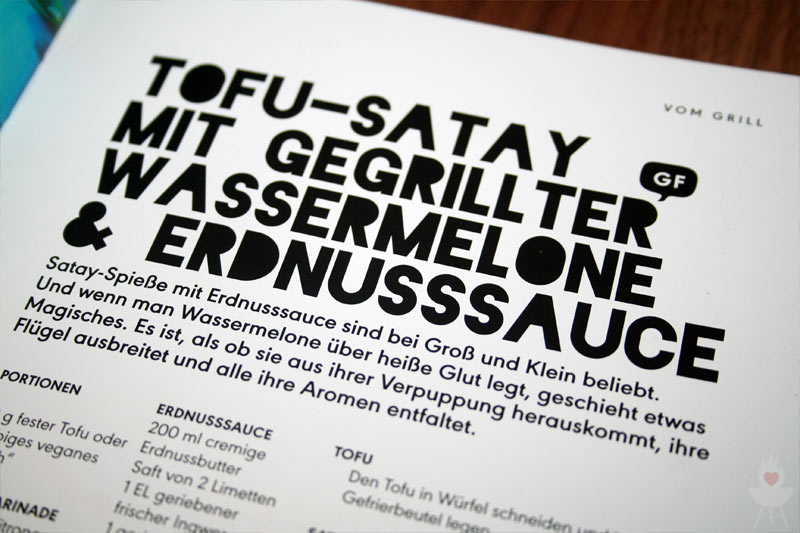 VOM GRILL
TOFU–SATAY
MIT GEGRILLTER
WASSERMELONE
& ERDNUSSSAUCE
GF
Satay-Spieße mit Erdnusssauce sind bei Groß und Klein beliebt.
Und wenn man Wassermelone über heiße Glut legt, geschieht etwas
Magisches. Es ist, als ob sie aus ihrer Verpuppung herauskommt, ihre
Flügel ausbreitet und alle ihre Aromen entfaltet.
PORTIONEN
g fester Tofu oder
veganes
ERDNUSSSAUCE
200 ml cremige
Erdnussbutter
Saft von 2 Limetten
1 EL geriebener
frischer Ingwer
TOFU
Den Tofu in Würfel schneiden und
Gefrierbeutel legen